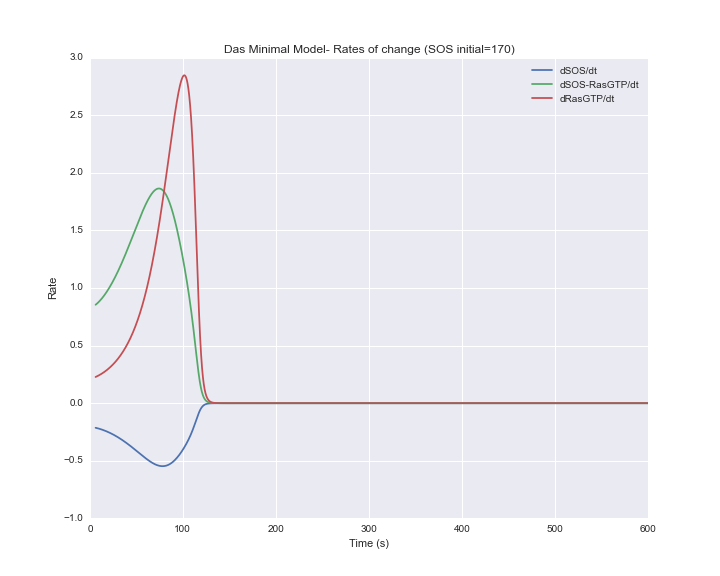 Das Minimal Model- Rates of change (SOS initial=170)
3.0
2.5
2.0
1.5
1.0
0.5
0.0
−0.5
−1.0
Rate
dSOS/dt
dSOS-RasGTP/dt
dRasGTP/dt
0 100 200 300 400 500 600
Time (s)